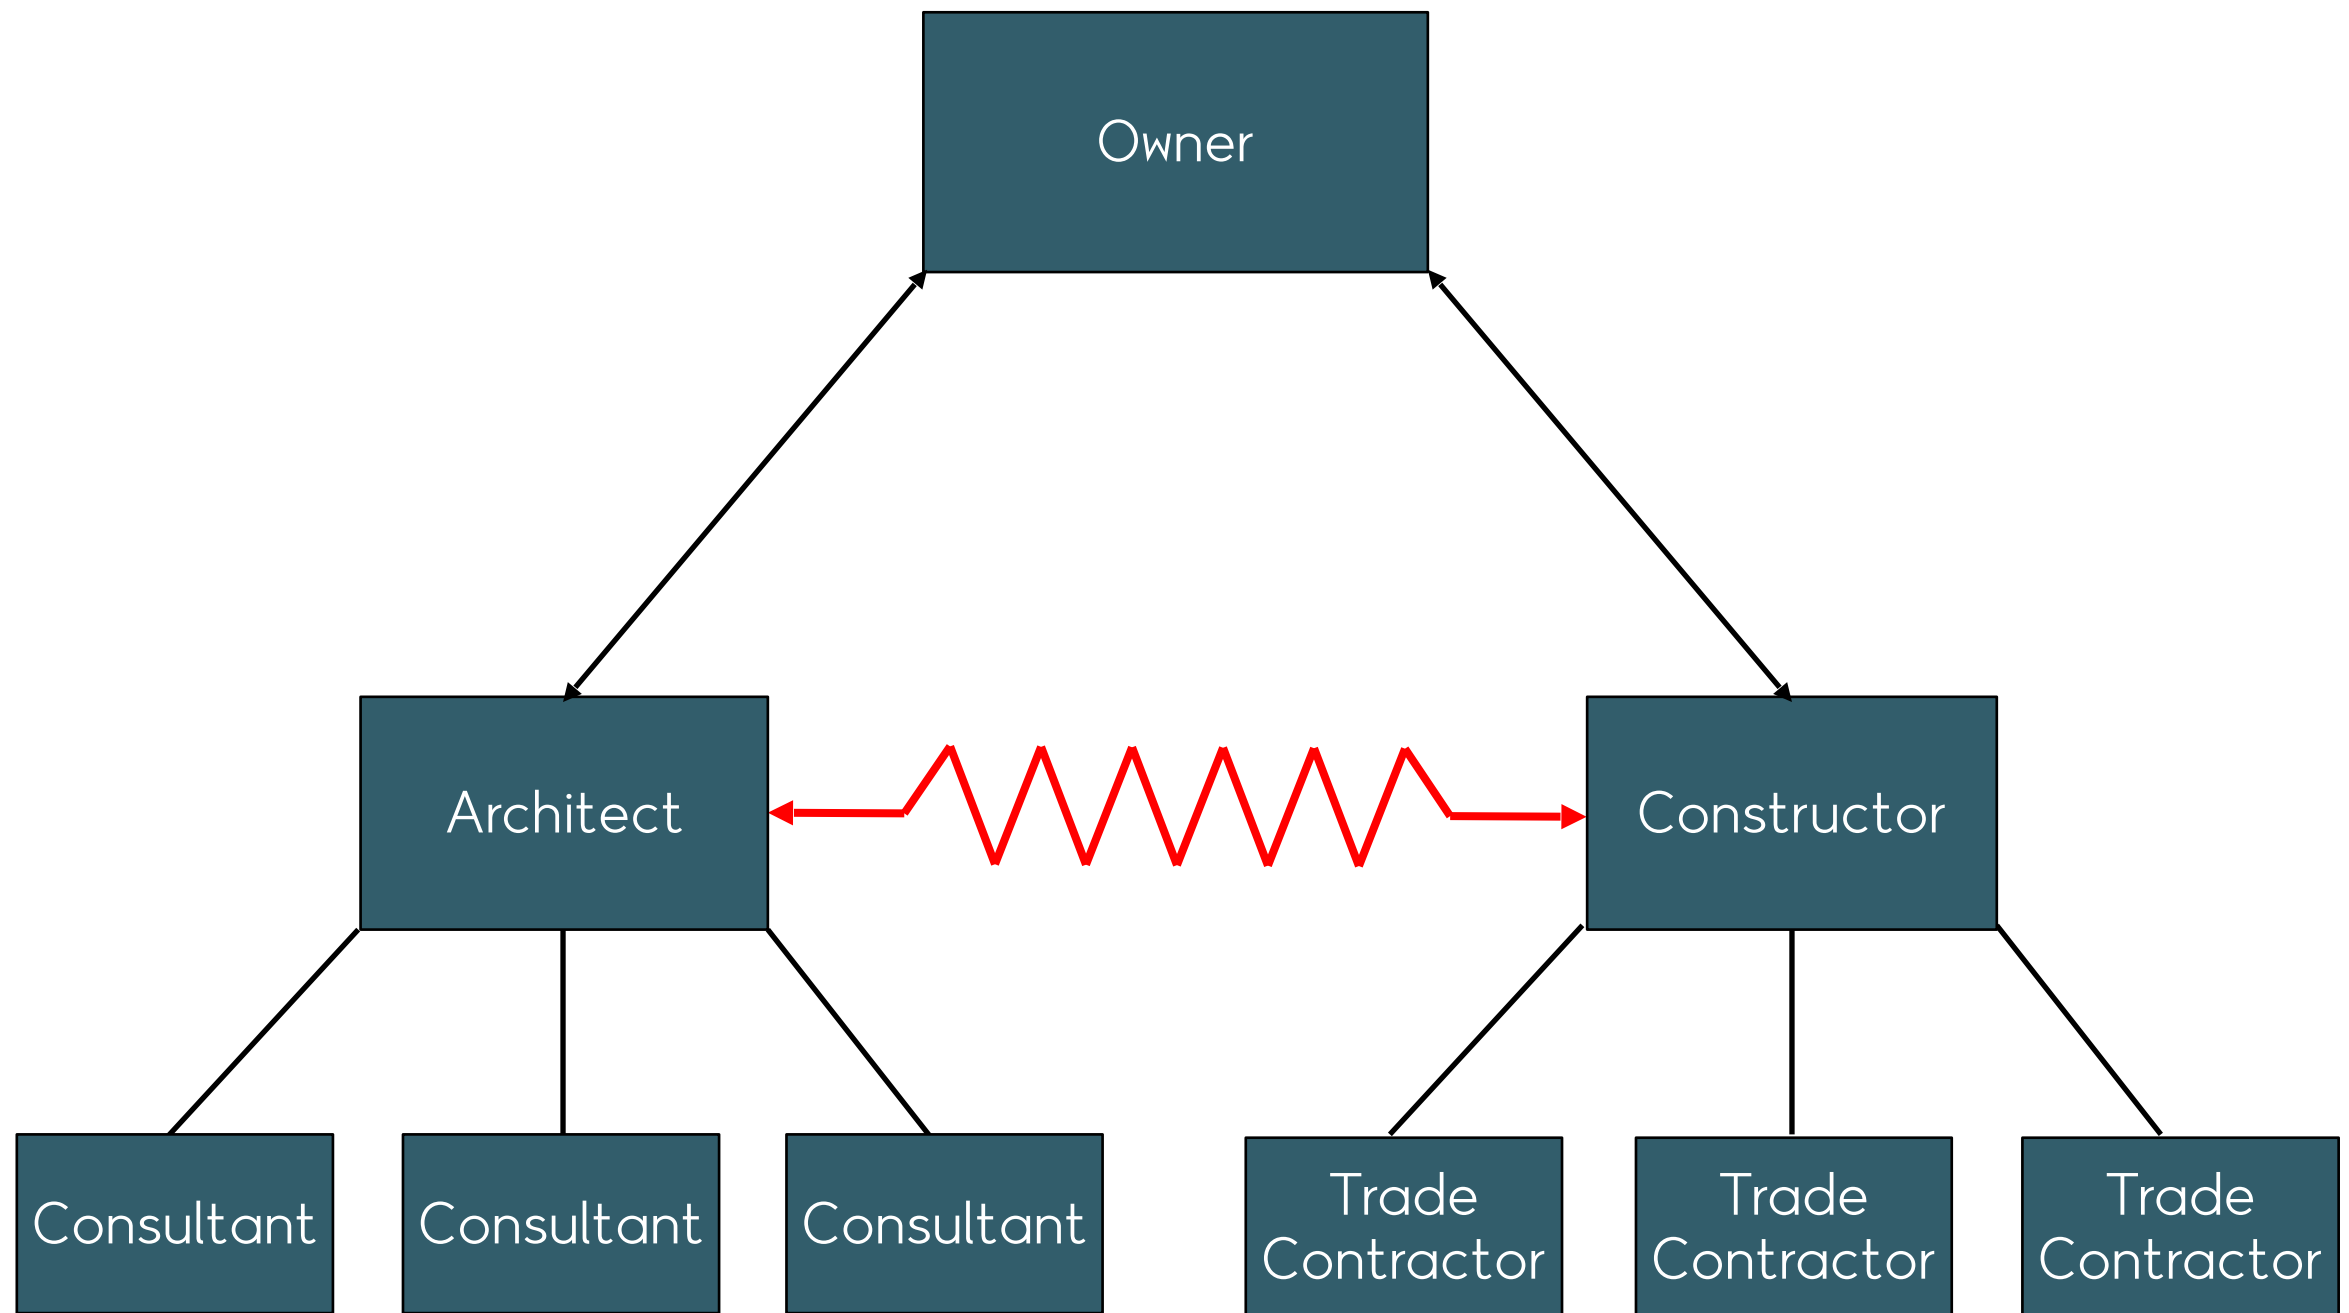 Owner
Architect
Constructor
Consultant
Consultant
Consultant
Trade
Contractor
Trade
Contractor
Trade
Contractor